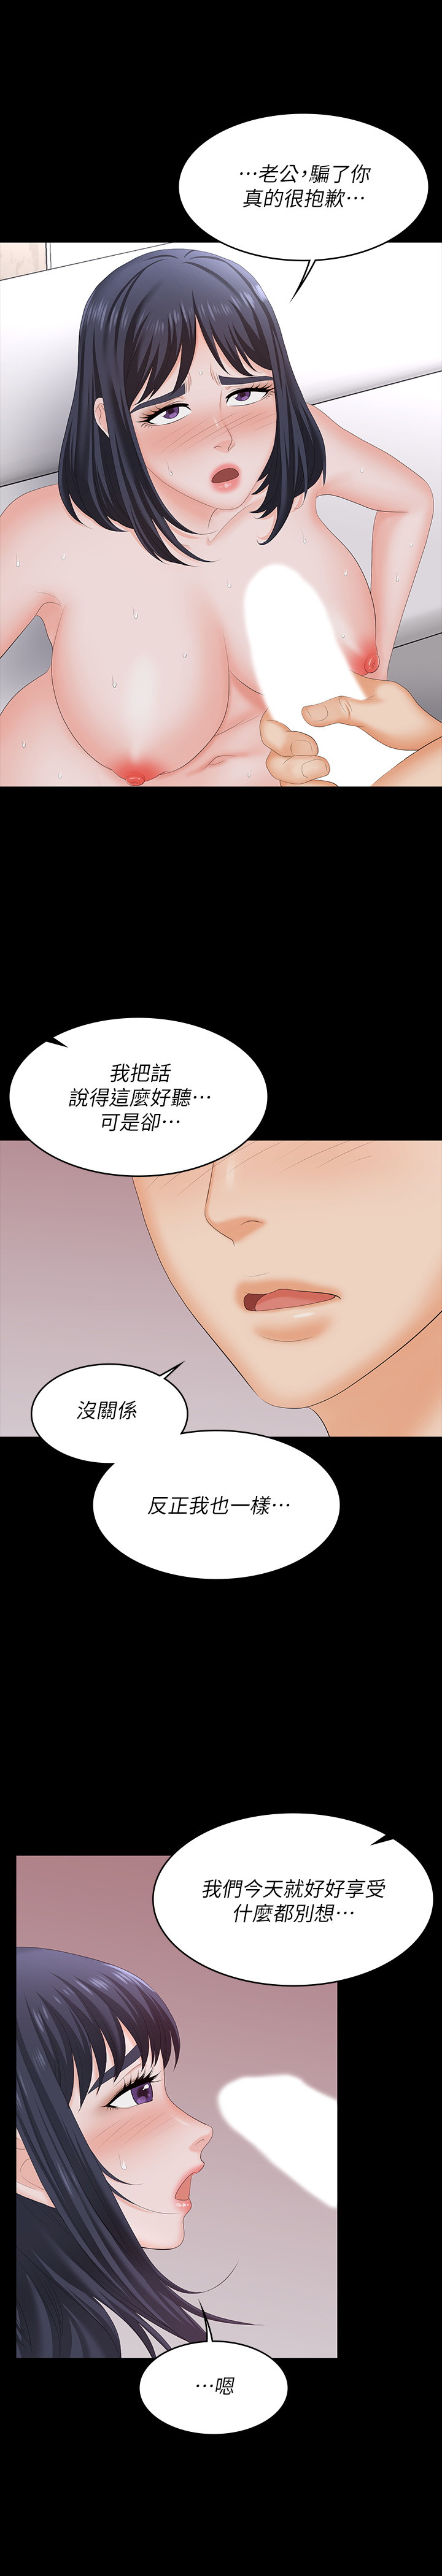 …老公，騙了你
真的很抱歉…
我把話
說得這麼好聽…
可是卻…
沒關係
反正我也一樣…
我們今天就好好享受
什麼都別想…
…嗯